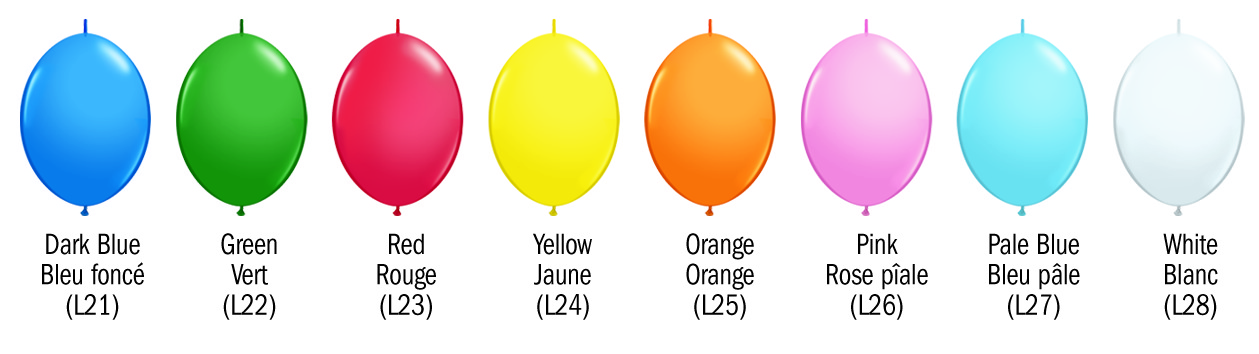 Dark Blue
Bleu foncé
(L21)
Green
Vert
(L22)
Red
Rouge
(L23)
Yellow
Jaune
(L24)
Orange
Orange
(L25)
Pink
Rose pîale
(L26)
Pale Blue
Bleu pâle
(L27)
White
Blanc
(L28)